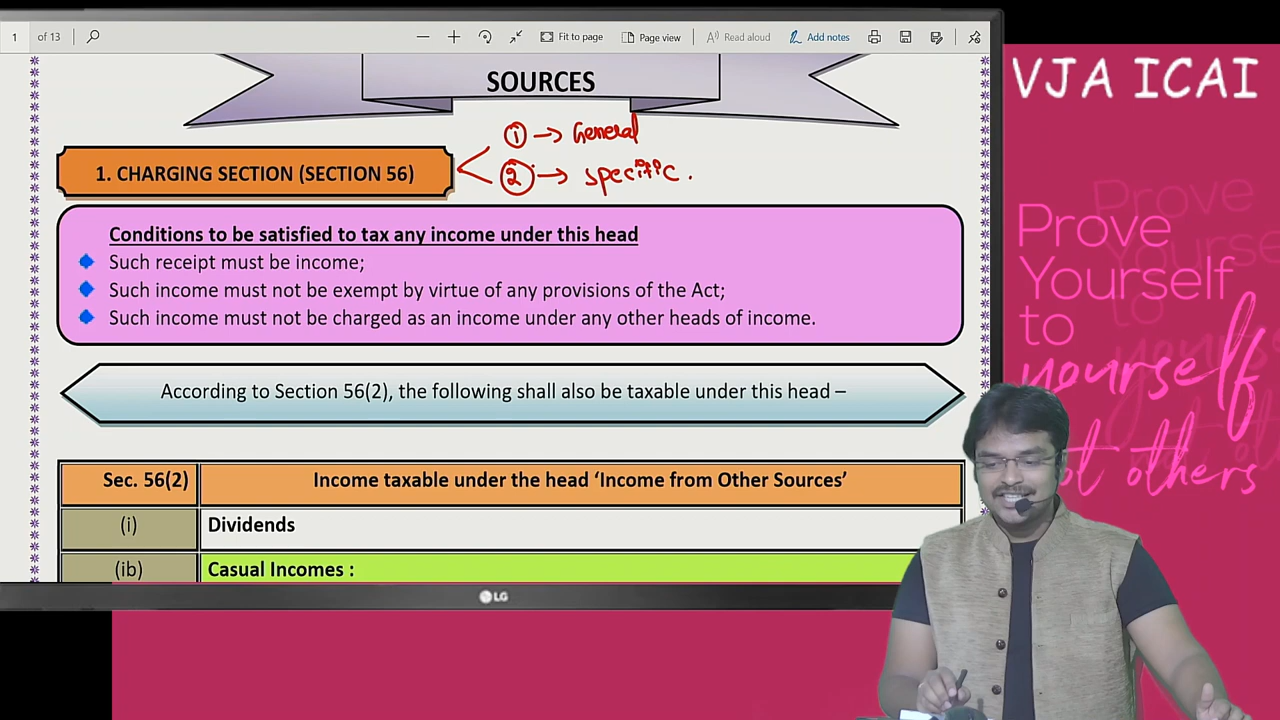 1 of 13 Fit to page Page view Read aloud Add notes
VJA ICAI
SOURCES
① → General
1. CHARGING SECTION (SECTION 56)
② → specific.
Conditions to be satisfied to tax any income under this head
Such receipt must be income;
Such income must not be exempt by virtue of any provisions of the Act;
Such income must not be charged as an income under any other heads of income.
According to Section 56(2), the following shall also be taxable under this head –
Sec. 56(2) Income taxable under the head ‘Income from Other Sources’
(i) Dividends
(ib) Casual Incomes :
LG
Prove
Yourself
to
yourself
not others